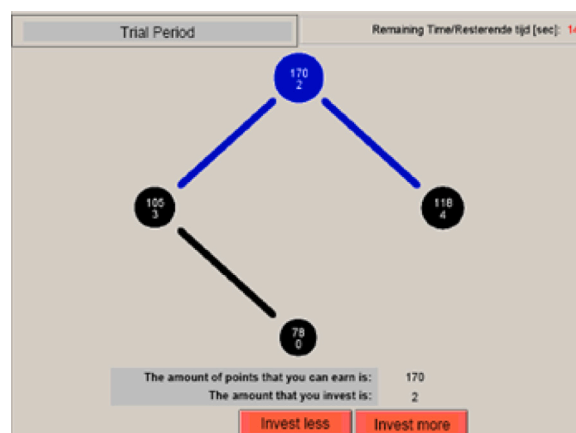 Trial Period
Remaining Time/Resterende tijd [sec]: 14
170
2
105
3
118
4
78
0
The amount of points that you can earn is: 170
The amount that you invest is: 2
Invest less
Invest more